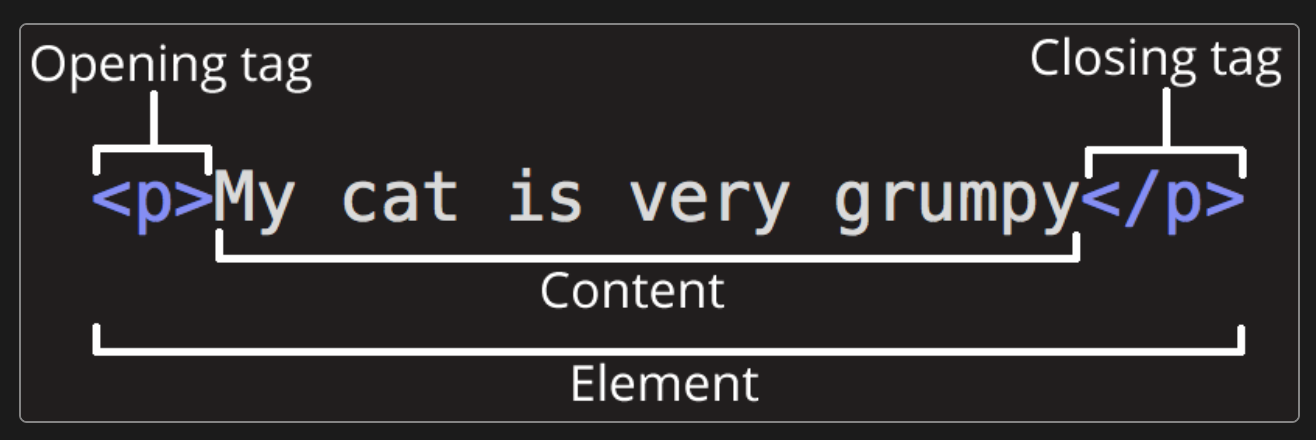 Opening tag
Closing tag
<p>My cat is very grumpy</p>
Content
Element